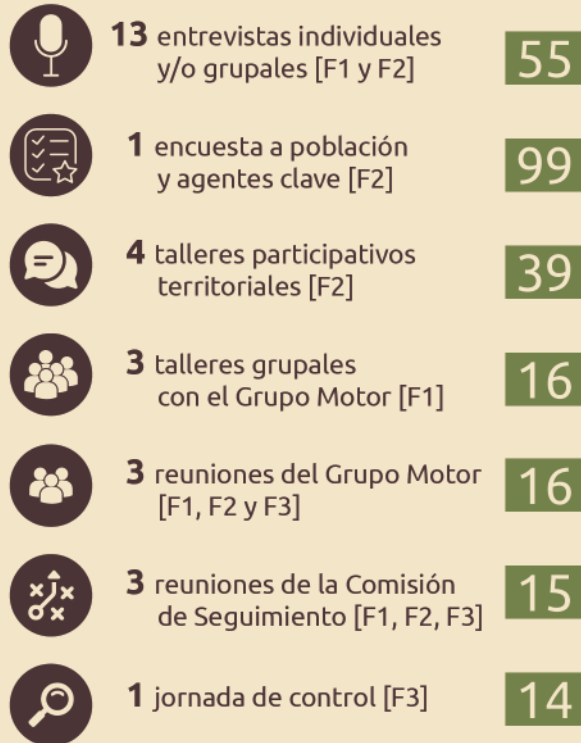 13 entrevistas individuales
y/o grupales [F1 y F2]
55
1 encuesta a población
y agentes clave [F2]
99
4 talleres participativos
territoriales [F2]
39
3 talleres grupales
con el Grupo Motor [F1]
16
3 reuniones del Grupo Motor
[F1, F2 y F3]
16
3 reuniones de la Comisión
de Seguimiento [F1, F2, F3]
15
1 jornada de control [F3]
14